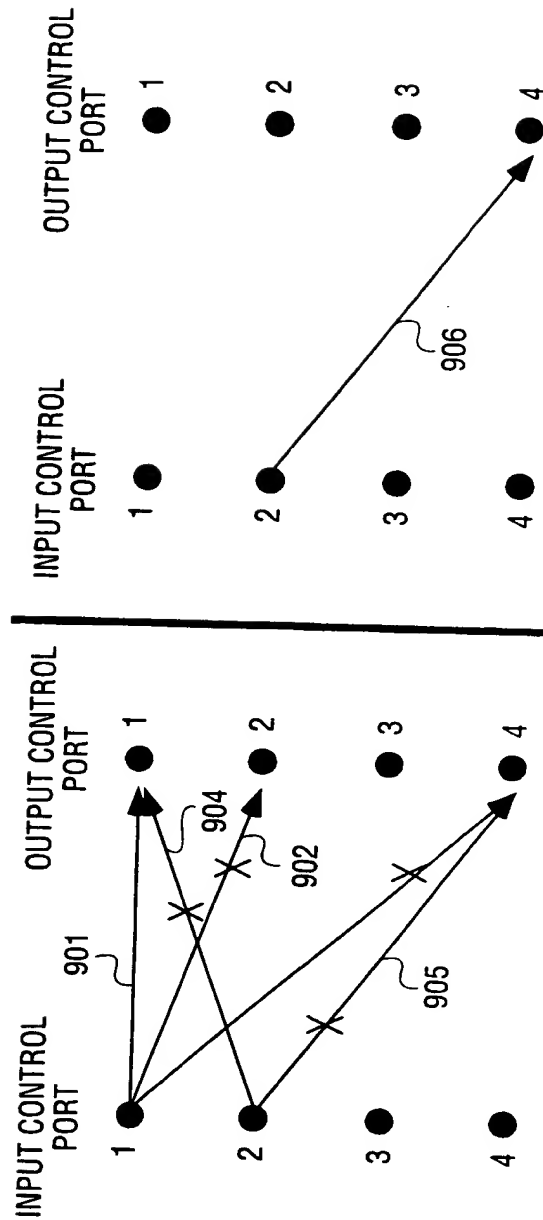 INPUT CONTROL
PORT
OUTPUT CONTROL
PORT
901
1
1
904
2
2
902
3
3
905
4
4
INPUT CONTROL
PORT
OUTPUT CONTROL
PORT
1
1
2
2
906
3
3
4
4